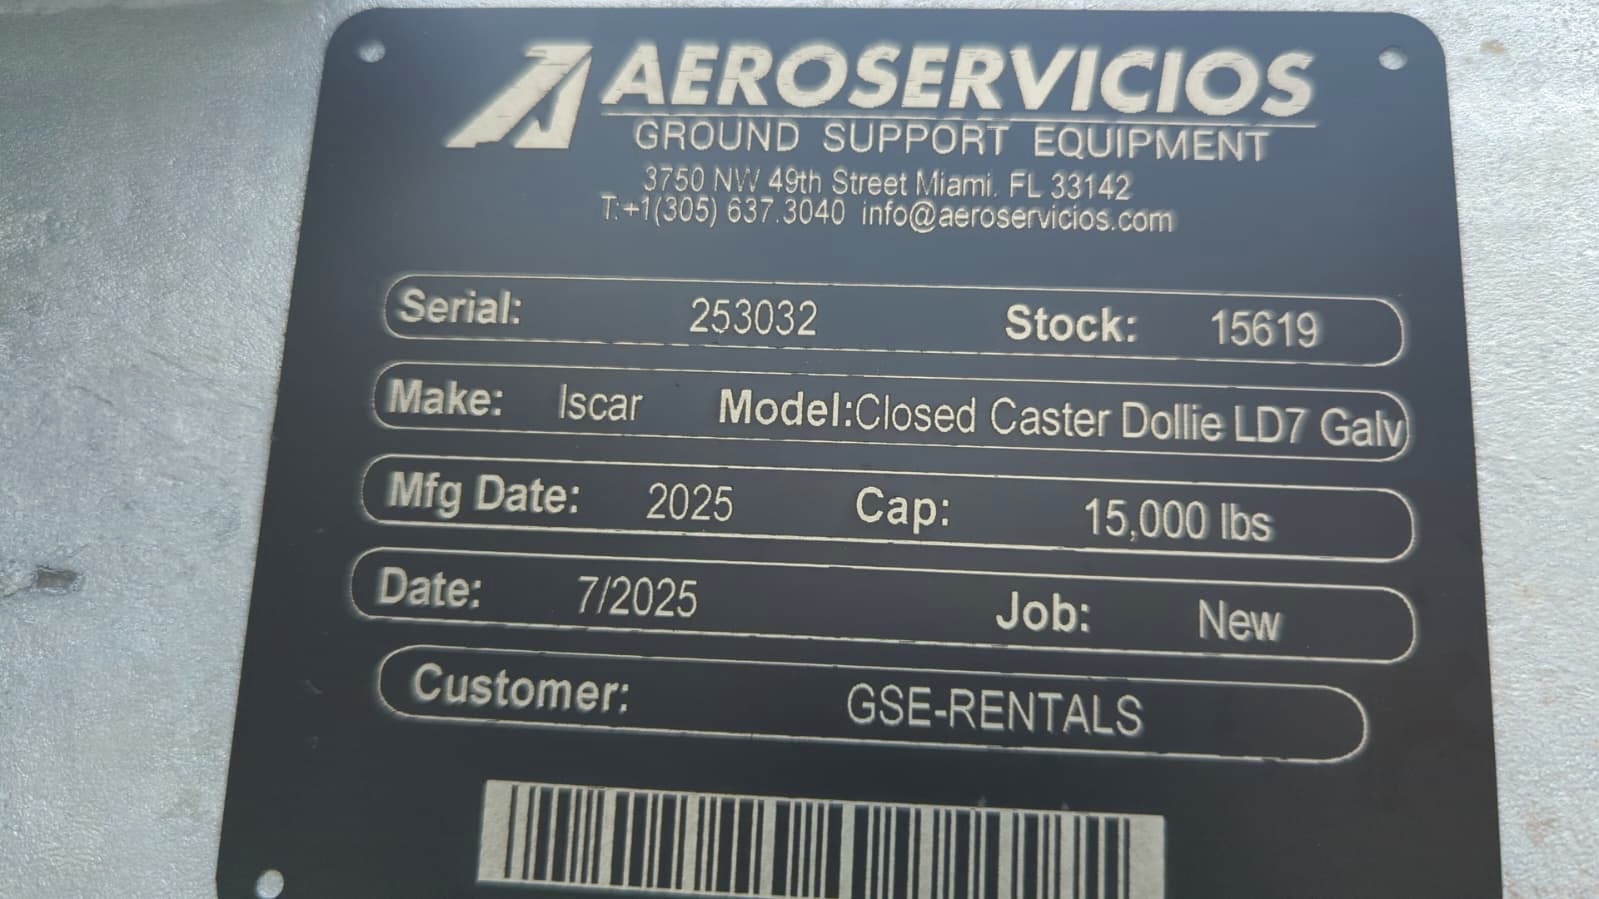 AEROSERVICIOS
GROUND SUPPORT EQUIPMENT
3750 NW 49th Street Miami. FL 33142
T:+1(305) 637.3040 info@aeroservicios.com
Serial: 253032 Stock: 15619
Make: Iscar Model:Closed Caster Dollie LD7 Galv
Mfg Date: 2025 Cap: 15,000 lbs
Date: 7/2025 Job: New
Customer: GSE-RENTALS